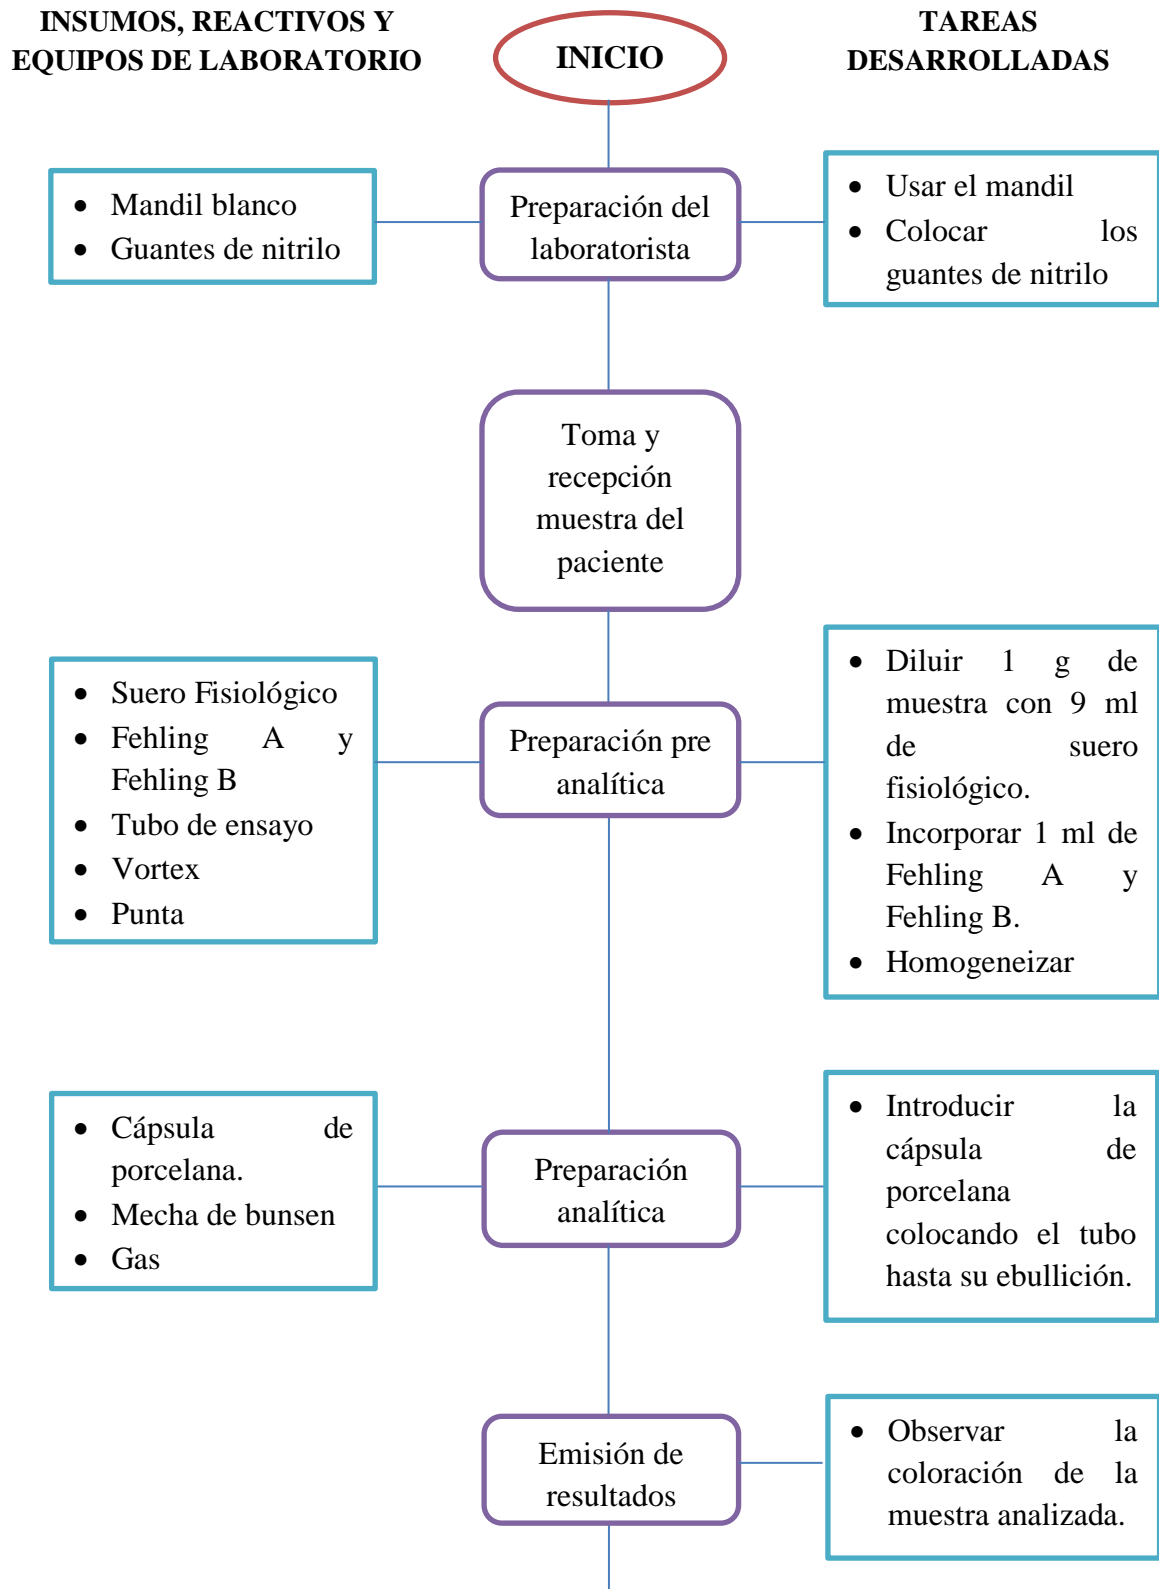 INSUMOS, REACTIVOS Y
EQUIPOS DE LABORATORIO
INICIO
TAREAS
DESARROLLADAS
• Mandil blanco
• Guantes de nitrilo
Preparación del
laboratorista
• Usar el mandil
• Colocar los
guantes de nitrilo
Toma y
recepción
muestra del
paciente
• Suero Fisiológico
• Fehling A y
Fehling B
• Tubo de ensayo
• Vortex
• Punta
Preparación pre
analítica
• Diluir 1 g de
muestra con 9 ml
de suero
fisiológico.
• Incorporar 1 ml de
Fehling A y
Fehling B.
• Homogeneizar
• Cápsula de
porcelana.
• Mecha de bunsen
• Gas
Preparación
analítica
• Introducir la
cápsula de
porcelana
colocando el tubo
hasta su ebullición.
Emisión de
resultados
• Observar la
coloración de la
muestra analizada.